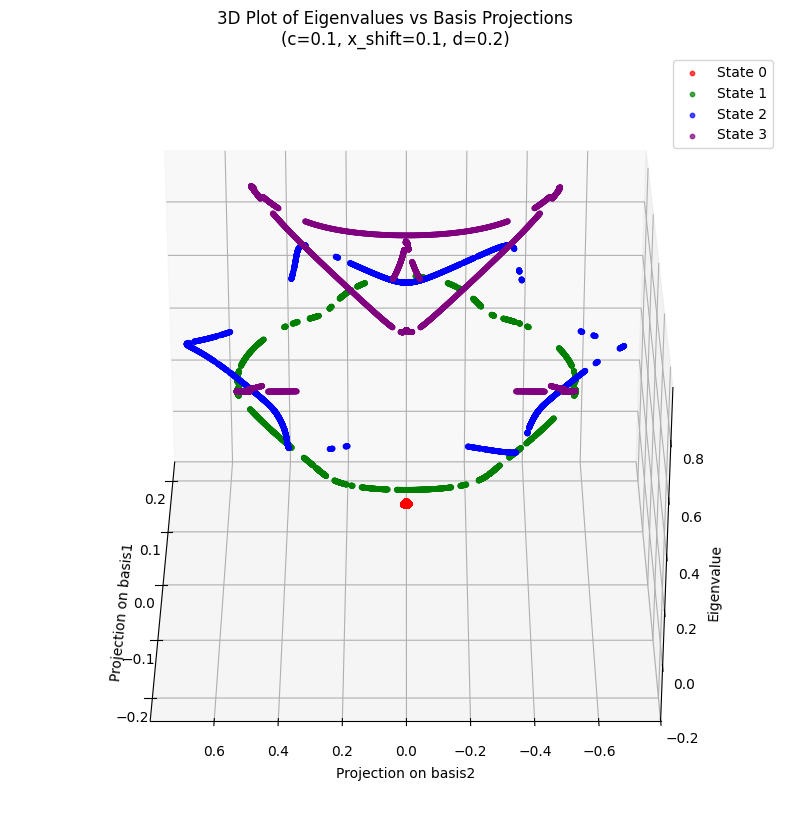 3D Plot of Eigenvalues vs Basis Projections
(c=0.1, x_shift=0.1, d=0.2)
State 0
State 1
State 2
State 3
0.2
0.1
0.0
−0.1
−0.2
Projection on basis1
0.6
0.4
0.2
0.0
−0.2
−0.4
−0.6
Projection on basis2
0.8
0.6
0.4
0.2
0.0
−0.2
Eigenvalue